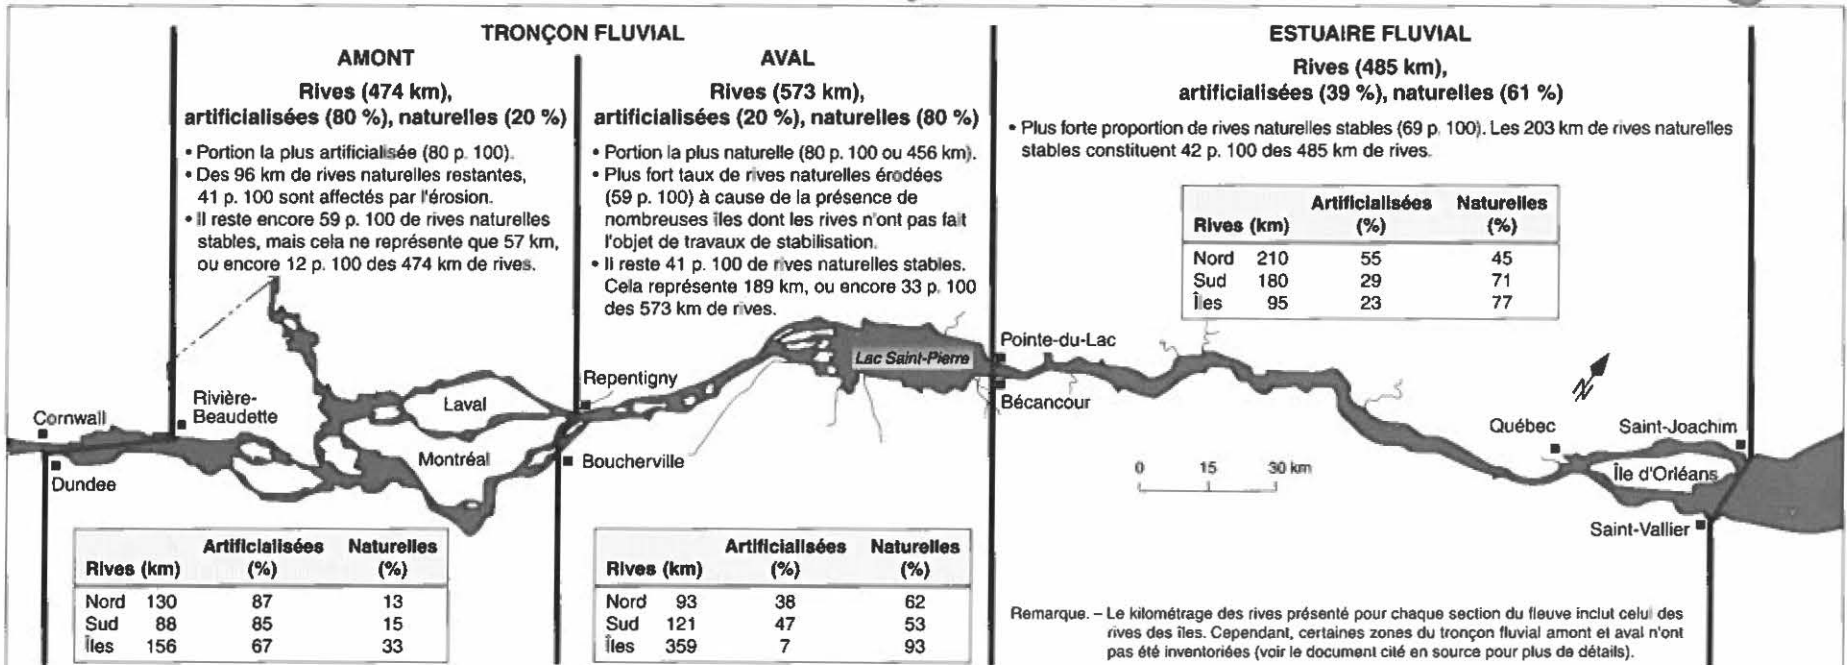 TRONÇON FLUVIAL
AMONT
Rives (474 km),
artificialisées (80 %), naturelles (20 %)
• Portion la plus artificialisée (80 p. 100).
• Des 96 km de rives naturelles restantes,
41 p. 100 sont affectés par l'érosion.
• Il reste encore 59 p. 100 de rives naturelles
stables, mais cela ne représente que 57 km,
ou encore 12 p. 100 des 474 km de rives.
AVAL
Rives (573 km),
artificialisées (20 %), naturelles (80 %)
• Portion la plus naturelle (80 p. 100 ou 456 km).
• Plus fort taux de rives naturelles érodées
(59 p. 100) à cause de la présence de
nombreuses îles dont les rives n'ont pas fait
l'objet de travaux de stabilisation.
• Il reste 41 p. 100 de rives naturelles stables.
Cela représente 189 km, ou encore 33 p. 100
des 573 km de rives.
ESTUAIRE FLUVIAL
Rives (485 km),
artificialisées (39 %), naturelles (61 %)
• Plus forte proportion de rives naturelles stables (69 p. 100). Les 203 km de rives naturelles
stables constituent 42 p. 100 des 485 km de rives.
Artificialisées Naturelles
Rives (km) (%) (%)
Nord 210 55 45
Sud 180 29 71
Îles 95 23 77
Cornwall
Dundee
Rivière-
Beaudette
Laval
Montréal
Repentigny
Boucherville
Lac Saint-Pierre
Pointe-du-Lac
Bécancour
N
Québec
Saint-Joachim
Île d'Orléans
Saint-Vallier
0 15 30 km
Artificialisées Naturelles
Rives (km) (%) (%)
Nord 130 87 13
Sud 88 85 15
Îles 156 67 33
Artificialisées Naturelles
Rives (km) (%) (%)
Nord 93 38 62
Sud 121 47 53
Îles 359 7 93
Remarque. – Le kilométrage des rives présenté pour chaque section du fleuve inclut celui des
rives des îles. Cependant, certaines zones du tronçon fluvial amont et aval n'ont
pas été inventoriées (voir le document cité en source pour plus de détails).